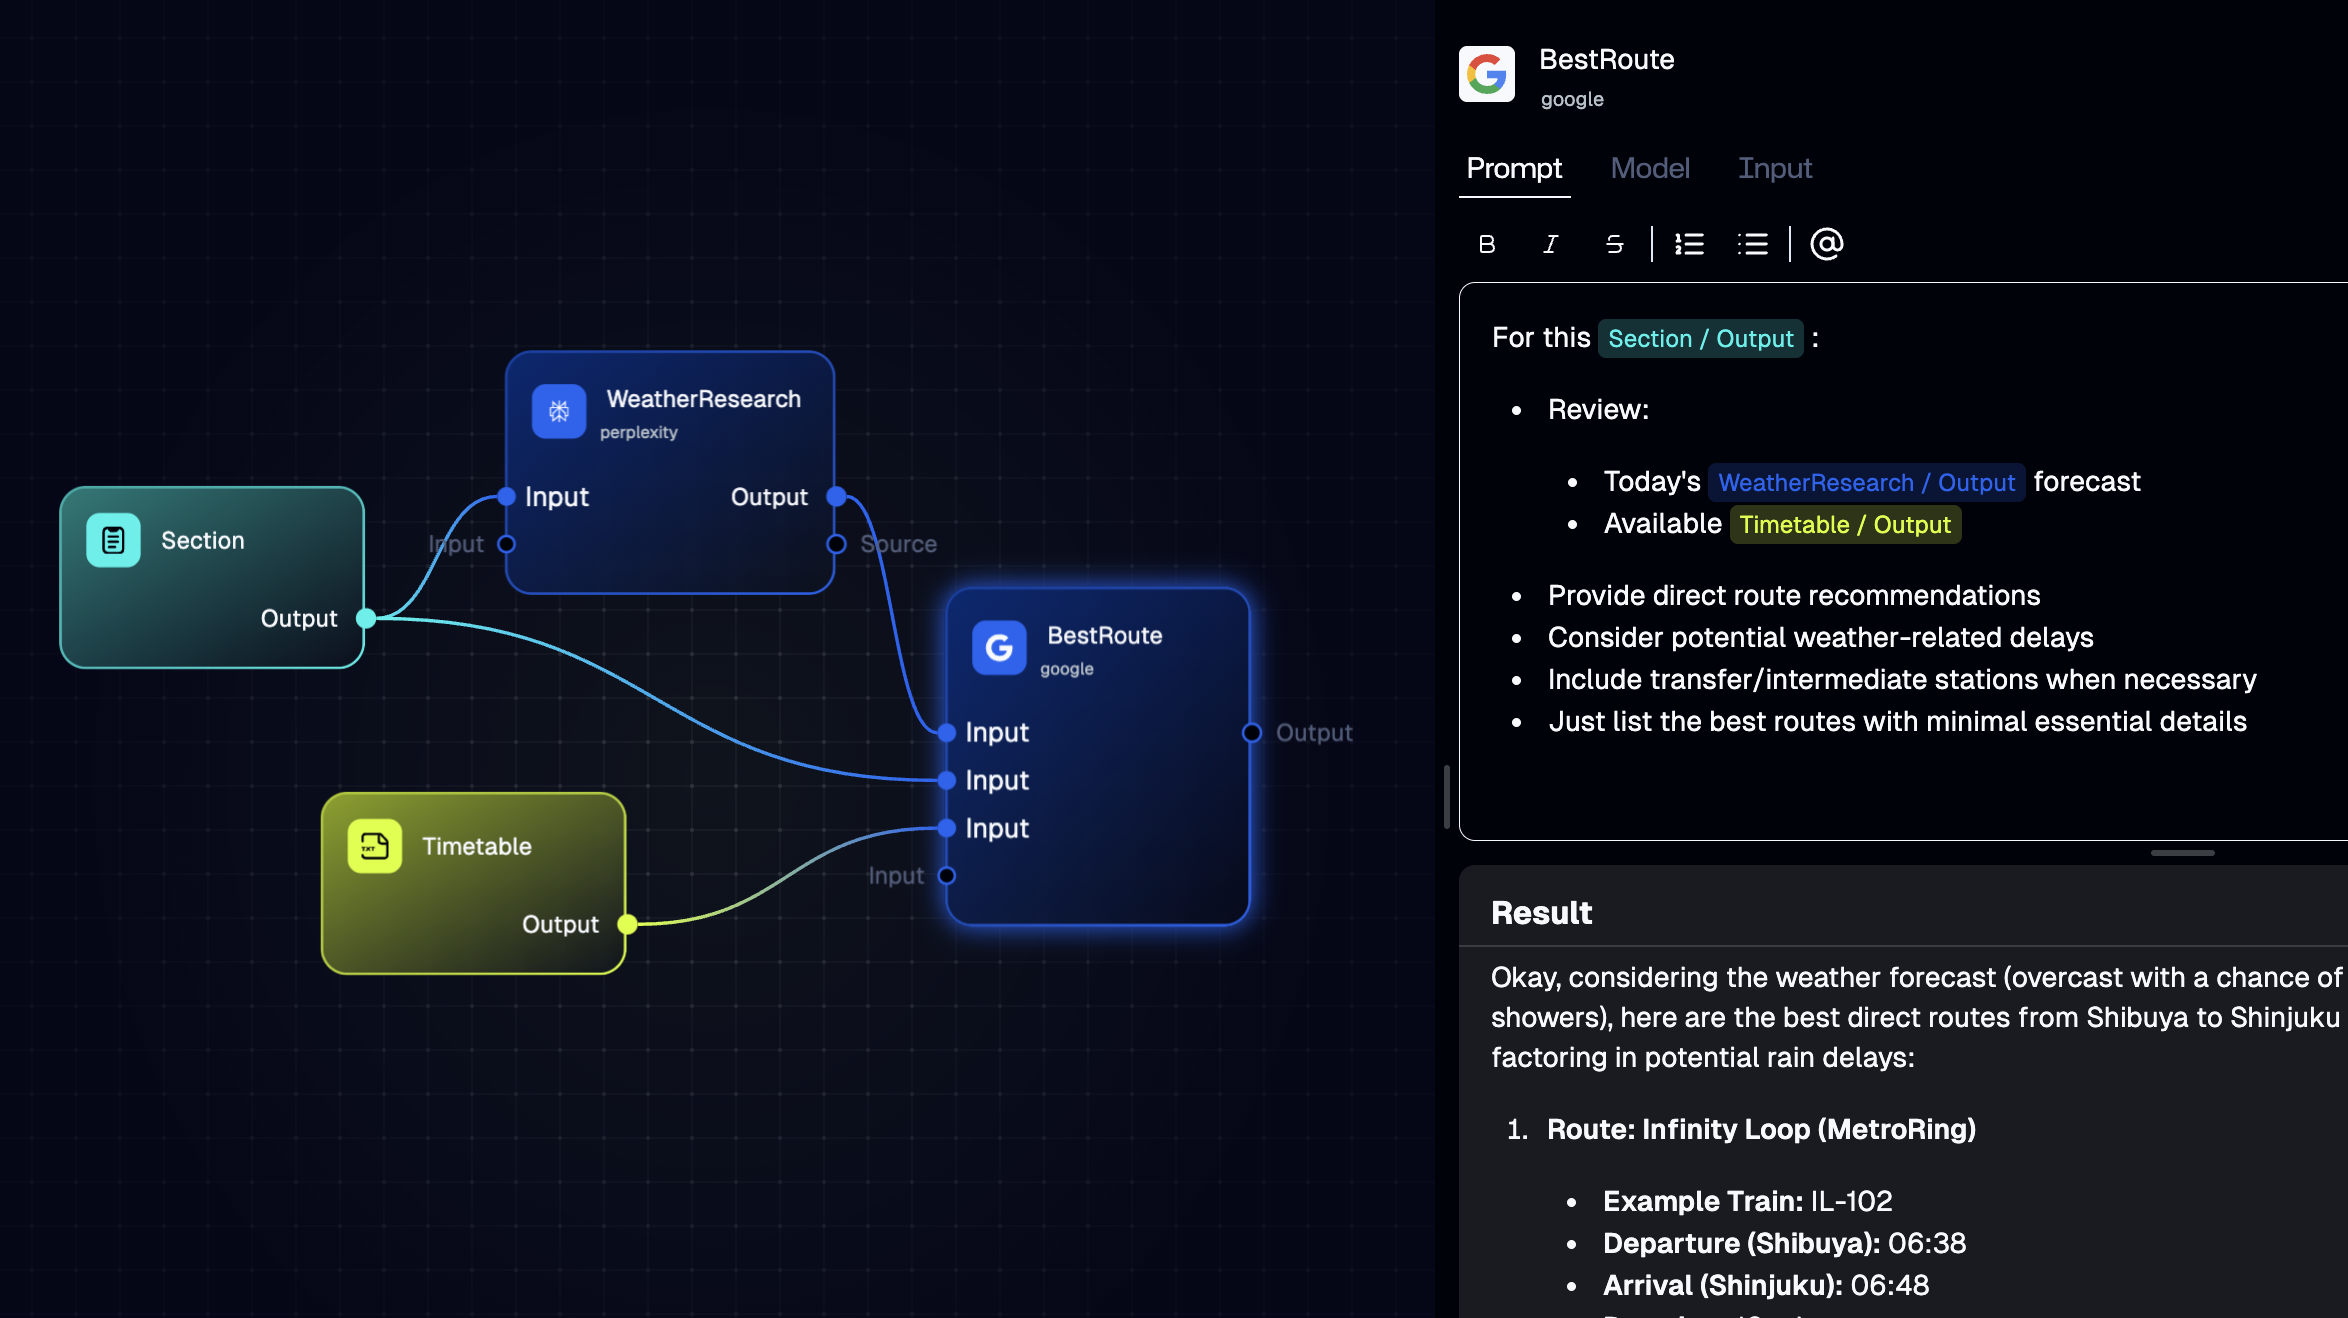 Section
Output
WeatherResearch
perplexity
Input
Output
Input
Source
Timetable
TXT
Output
BestRoute
google
Input
Output
Input
Input
Input
BestRoute
google
Prompt
Model
Input
B I S @
For this Section / Output :
• Review:
• Today's WeatherResearch / Output forecast
• Available Timetable / Output
• Provide direct route recommendations
• Consider potential weather-related delays
• Include transfer/intermediate stations when necessary
• Just list the best routes with minimal essential details
Result
Okay, considering the weather forecast (overcast with a chance of
showers), here are the best direct routes from Shibuya to Shinjuku
factoring in potential rain delays:
1. Route: Infinity Loop (MetroRing)
• Example Train: IL-102
• Departure (Shibuya): 06:38
• Arrival (Shinjuku): 06:48